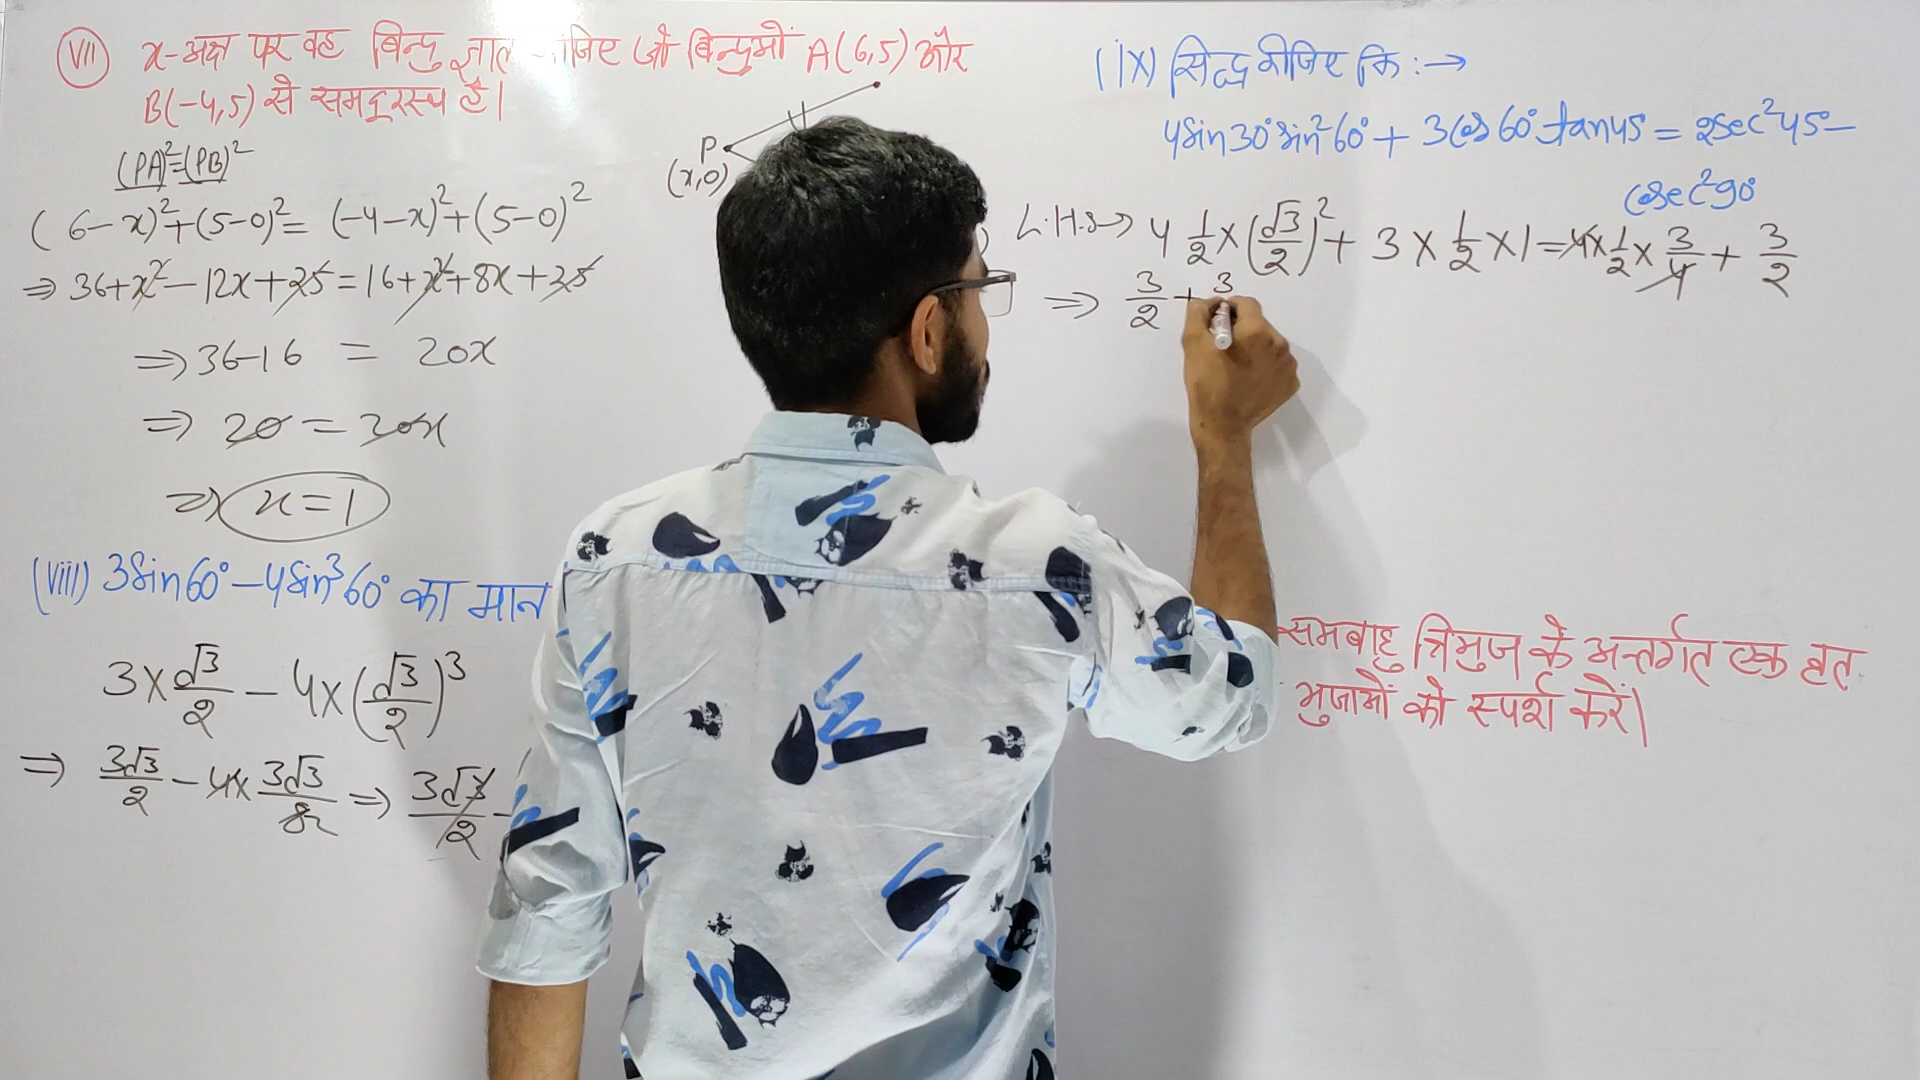 (VII) x-अक्ष पर वह बिन्दु ज्ञात जिए जो बिन्दुओं A(6,5) और
B(-4,5) से समदूरस्थ है।
(PA)²=(PB)²
(6-x)²+(5-0)²=(-4-x)²+(5-0)²
⇒ 36+x²-12x+25=16+x²+8x+25
⇒36-16 = 20x
⇒ 20=20x
⇒ x=1
P
(x,0)
(VIII) 3Sin60°-4Sin³60° का मान
3×√3/2 - 4×(√3/2)³
⇒ 3√3/2 - 4×3√3/8 ⇒ 3√3/2 -
(IX) सिद्ध कीजिए कि :→
4Sin30°Sin²60°+3Cos60° tan45=2Sec²45°-
Cosec²90°
L.H.S→ 4 1/2×(√3/2)²+3×1/2×1=4×1/2×3/4+3/2
⇒ 3/2+3
समबाहु त्रिभुज के अन्तर्गत एक वृत
भुजाओं को स्पर्श करें।